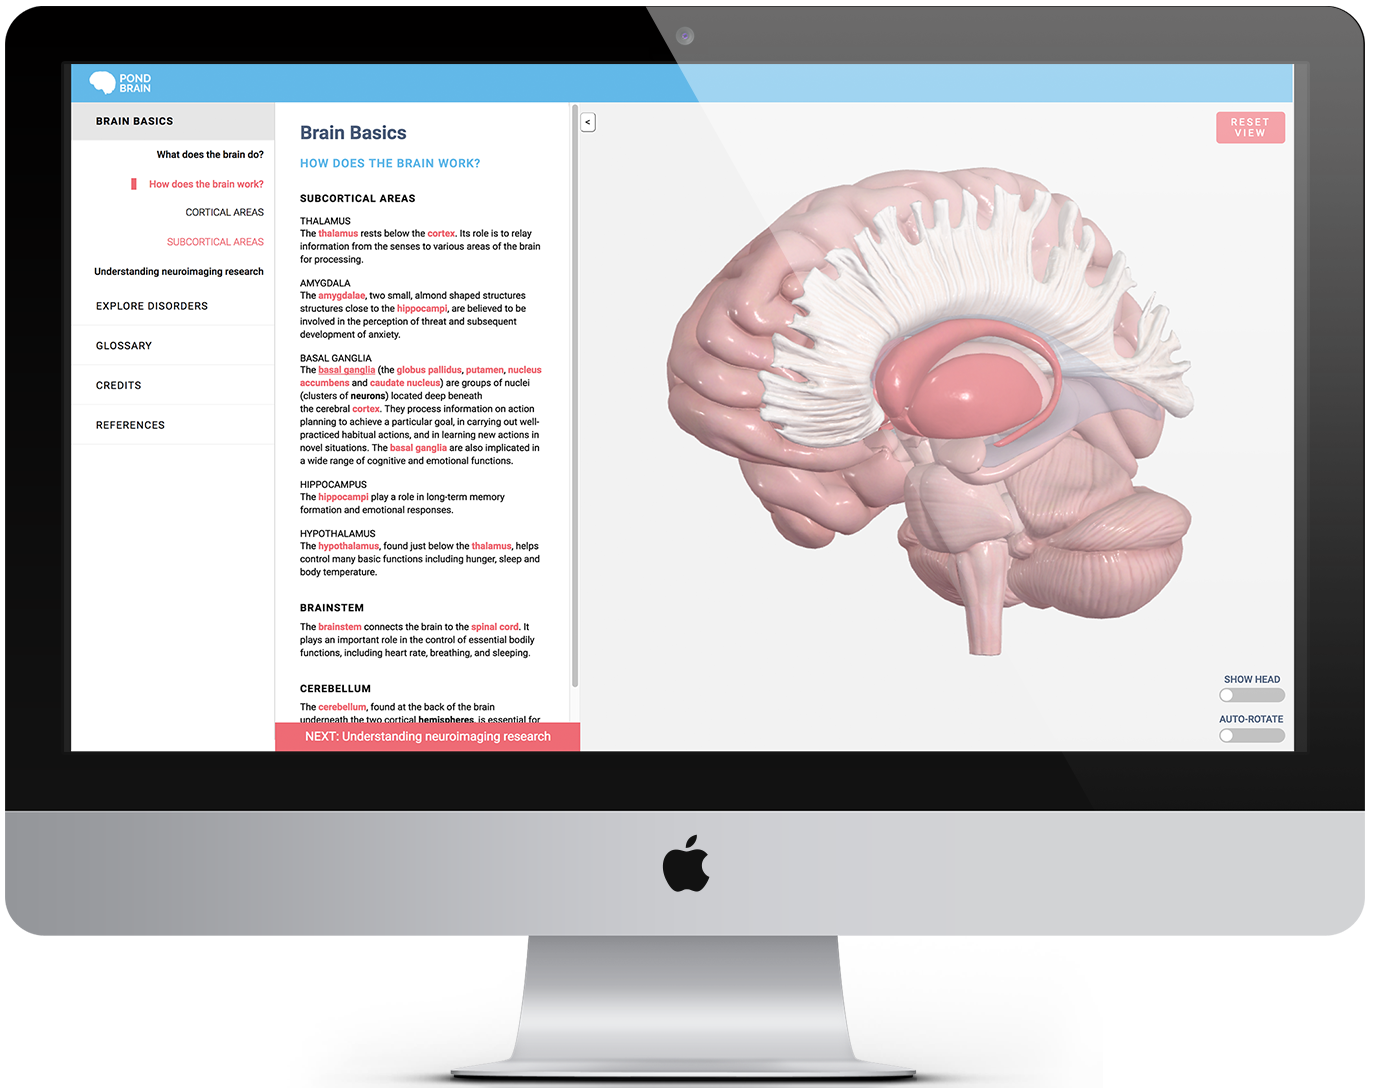 POND
BRAIN
BRAIN BASICS
What does the brain do?
How does the brain work?
CORTICAL AREAS
SUBCORTICAL AREAS
Understanding neuroimaging research
EXPLORE DISORDERS
GLOSSARY
CREDITS
REFERENCES
Brain Basics
HOW DOES THE BRAIN WORK?
SUBCORTICAL AREAS
THALAMUS
The thalamus rests below the cortex. Its role is to relay
information from the senses to various areas of the brain
for processing.
AMYGDALA
The amygdalae, two small, almond shaped structures
structures close to the hippocampi, are believed to be
involved in the perception of threat and subsequent
development of anxiety.
BASAL GANGLIA
The basal ganglia (the globus pallidus, putamen, nucleus
accumbens and caudate nucleus) are groups of nuclei
(clusters of neurons) located deep beneath
the cerebral cortex. They process information on action
planning to achieve a particular goal, in carrying out well-
practiced habitual actions, and in learning new actions in
novel situations. The basal ganglia are also implicated in
a wide range of cognitive and emotional functions.
HIPPOCAMPUS
The hippocampi play a role in long-term memory
formation and emotional responses.
HYPOTHALAMUS
The hypothalamus, found just below the thalamus, helps
control many basic functions including hunger, sleep and
body temperature.
BRAINSTEM
The brainstem connects the brain to the spinal cord. It
plays an important role in the control of essential bodily
functions, including heart rate, breathing, and sleeping.
CEREBELLUM
The cerebellum, found at the back of the brain
underneath the two cortical hemispheres, is essential for
NEXT: Understanding neuroimaging research
<
RESET
VIEW
SHOW HEAD
AUTO-ROTATE